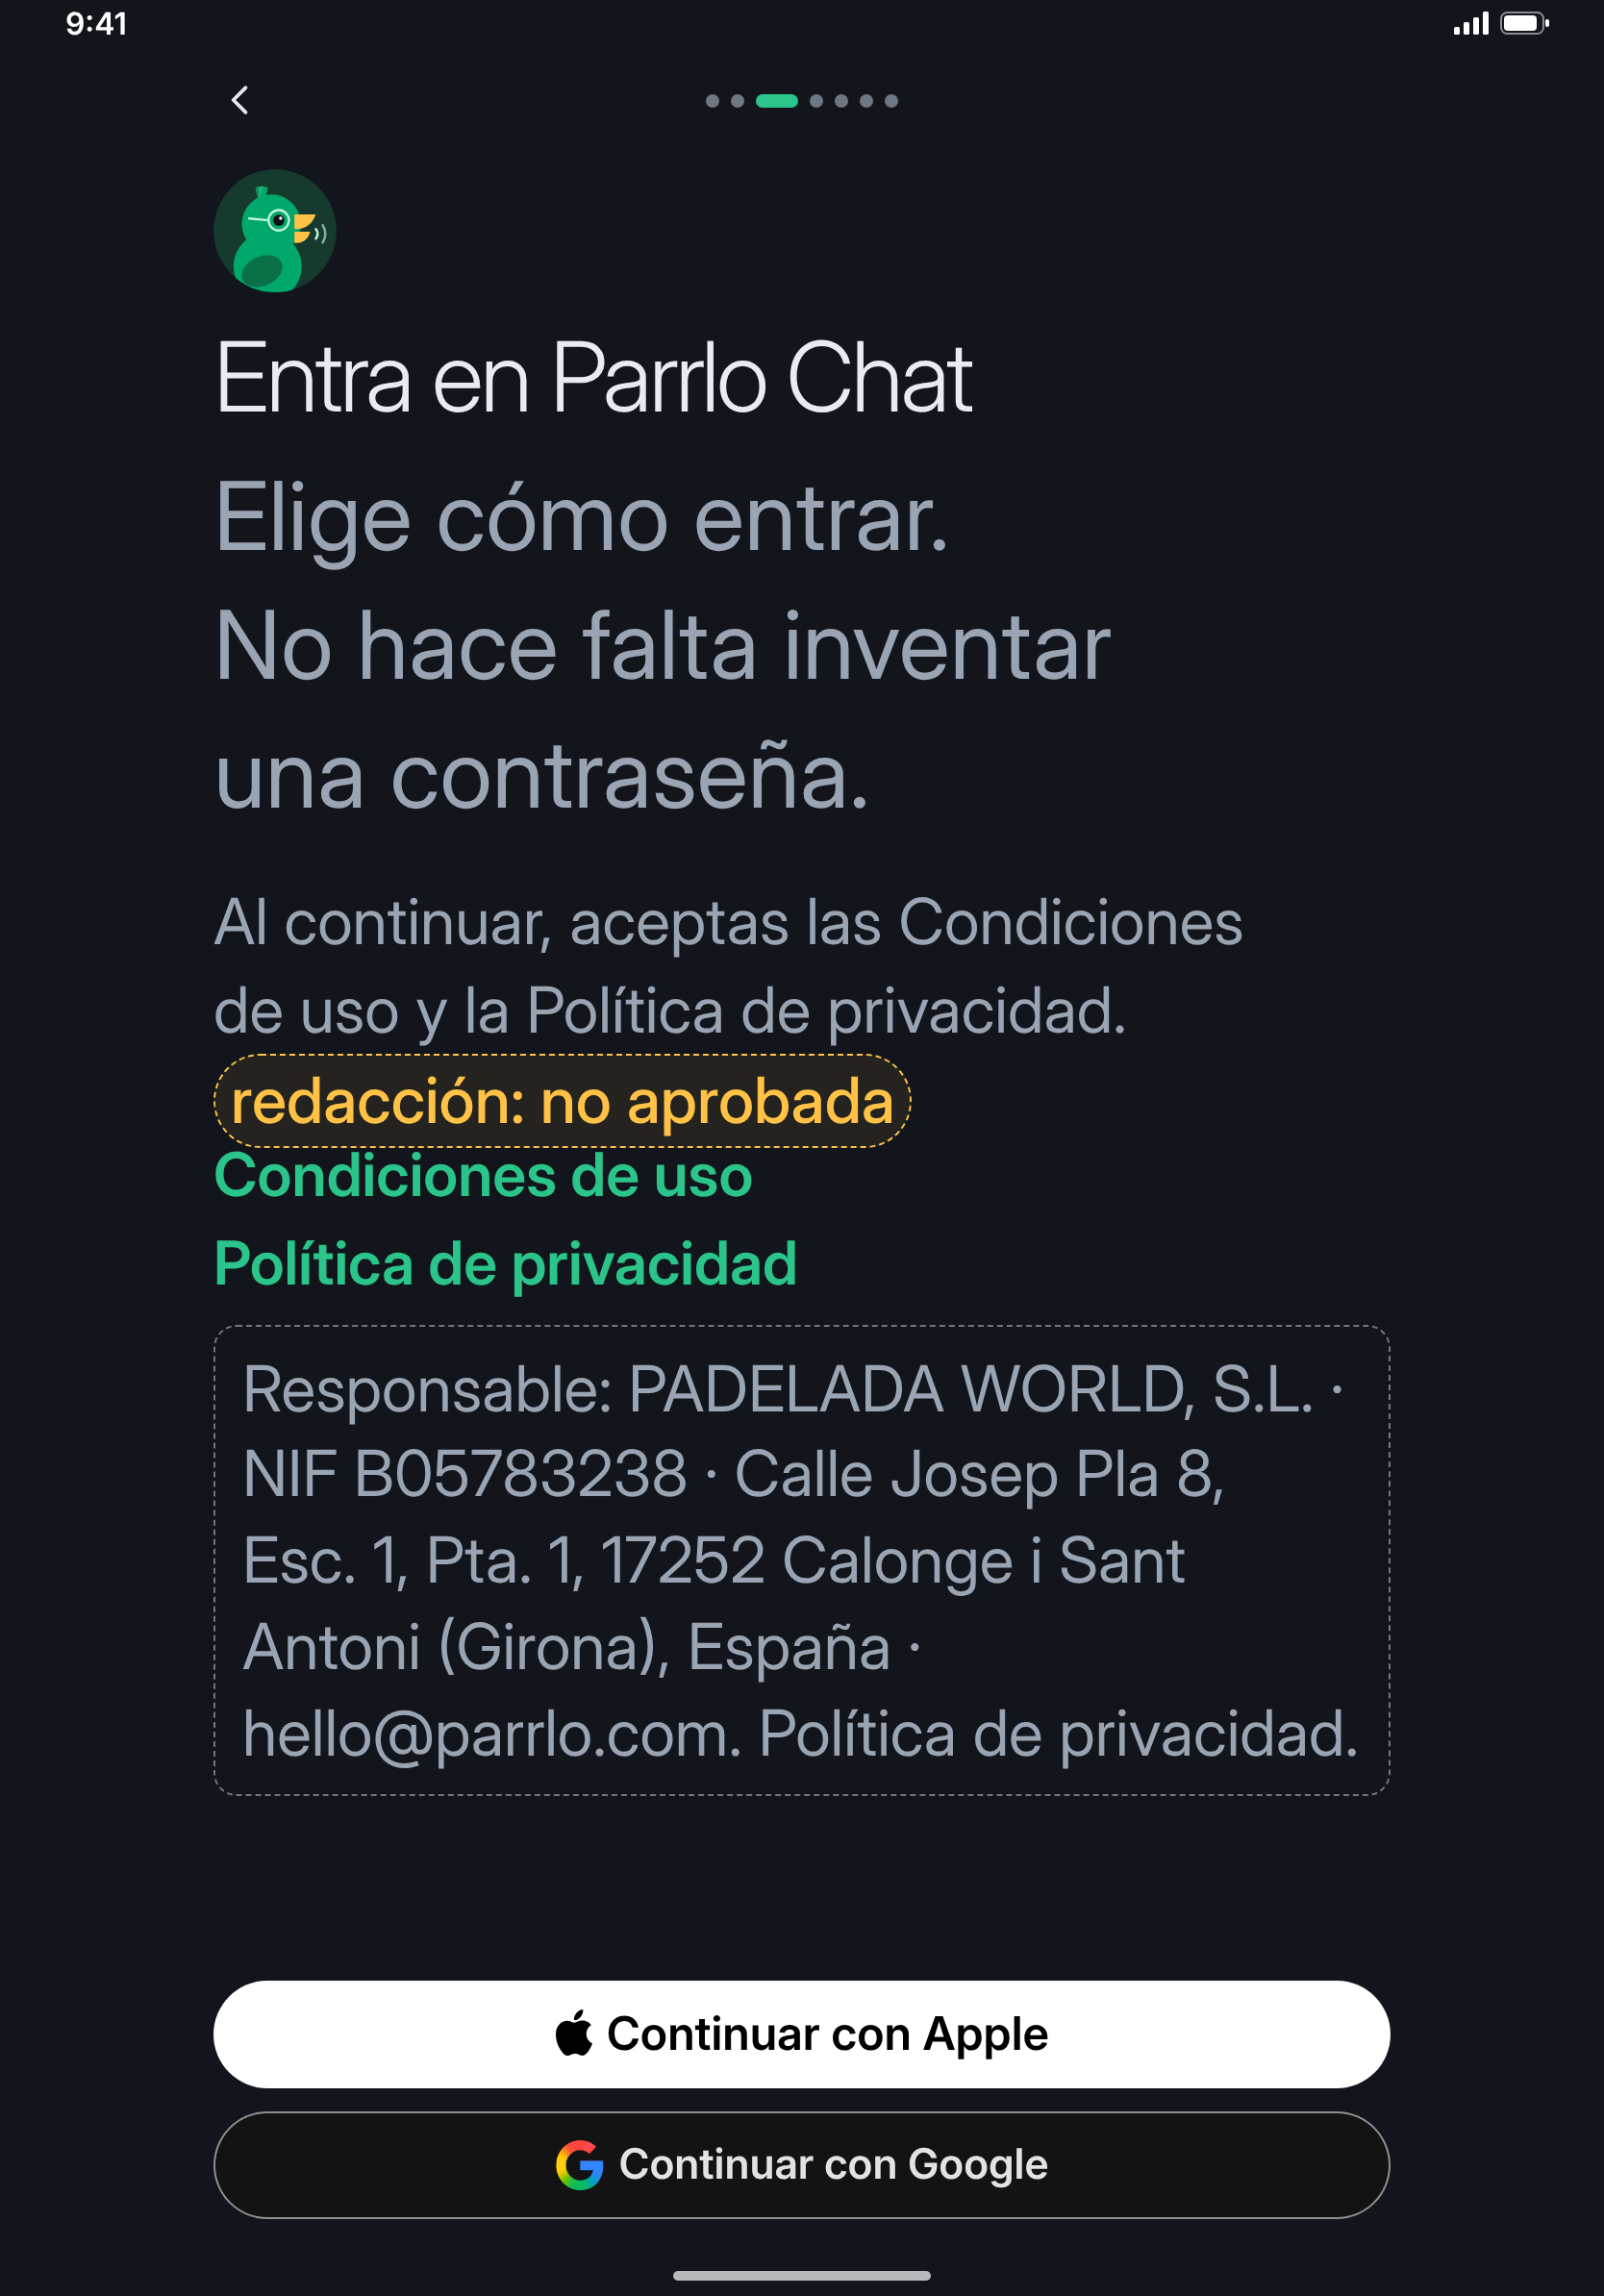 9:41
Entra en Parrlo Chat
Elige cómo entrar.
No hace falta inventar
una contraseña.
Al continuar, aceptas las Condiciones
de uso y la Política de privacidad.
redacción: no aprobada
Condiciones de uso
Política de privacidad
Responsable: PADELADA WORLD, S.L. ·
NIF B05783238 · Calle Josep Pla 8,
Esc. 1, Pta. 1, 17252 Calonge i Sant
Antoni (Girona), España ·
hello@parrlo.com. Política de privacidad.
Continuar con Apple
Continuar con Google